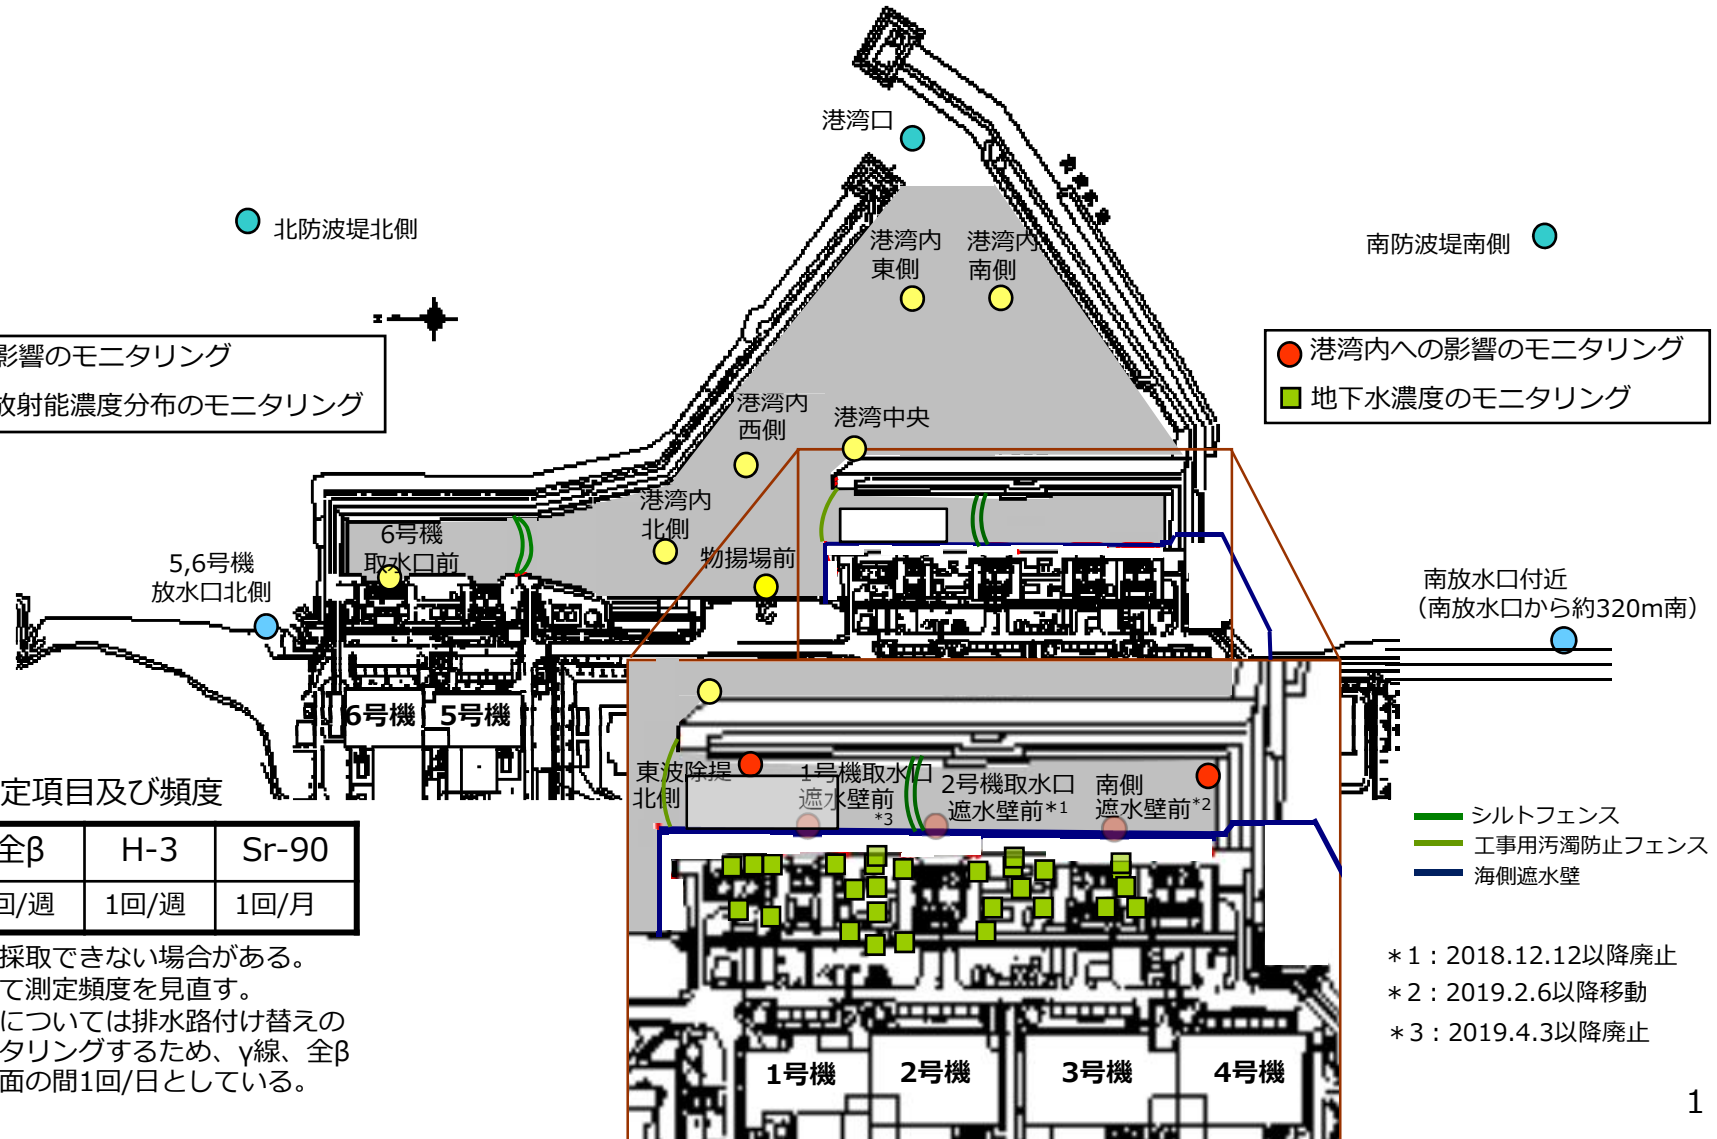 港湾口
北防波堤北側
南防波堤南側
港湾内
東側
港湾内
南側
影響のモニタリング
放射能濃度分布のモニタリング
港湾内への影響のモニタリング
地下水濃度のモニタリング
港湾内
西側
港湾中央
港湾内
北側
6号機
取水口前
物揚場前
5,6号機
放水口北側
南放水口付近
（南放水口から約320m南）
6号機
5号機
東波除堤
北側
1号機取水口
遮水壁前
*3
2号機取水口
遮水壁前*1
南側
遮水壁前*2
シルトフェンス
工事用汚濁防止フェンス
海側遮水壁
定項目及び頻度
全β H-3 Sr-90
回/週 1回/週 1回/月
採取できない場合がある。
て測定頻度を見直す。
については排水路付け替えの
タリングするため、γ線、全β
面の間1回/日としている。
＊1：2018.12.12以降廃止
＊2：2019.2.6以降移動
＊3：2019.4.3以降廃止
1号機
2号機
3号機
4号機
1